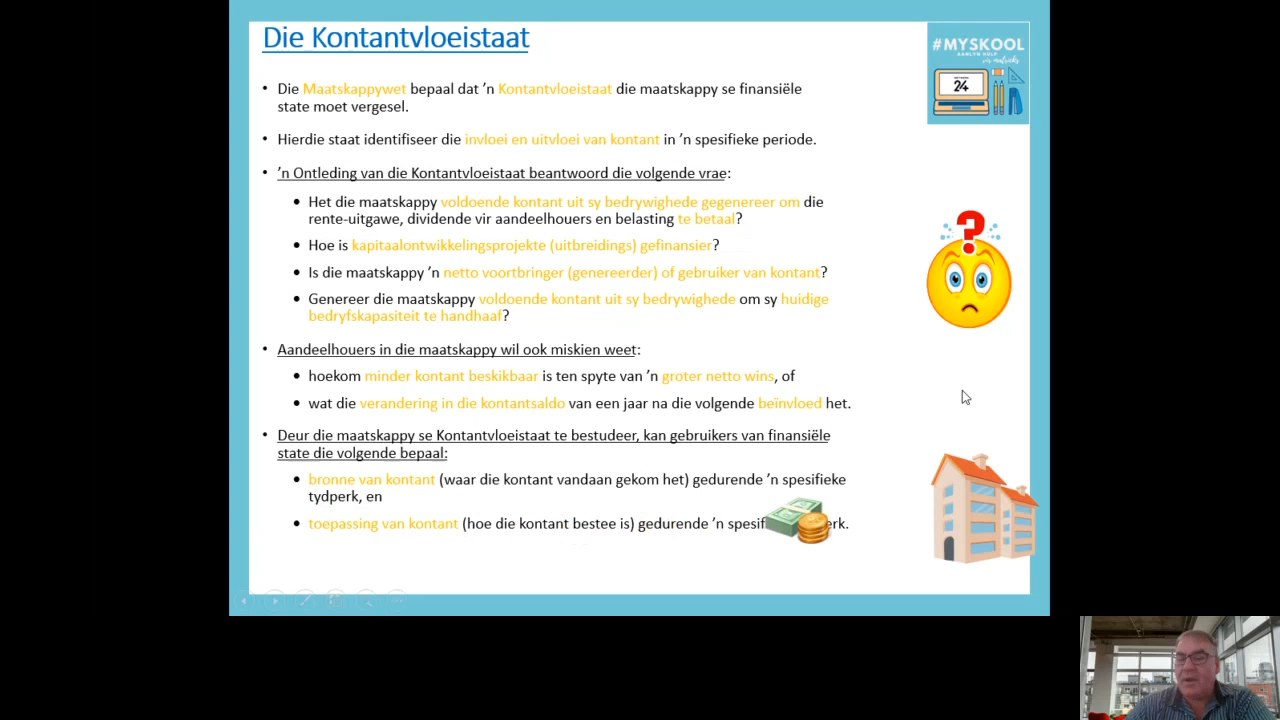 Die Kontantvloeistaat
#MYSKOOL
KARLYN HOLF
vir matrieks
24
• Die Maatskappywet bepaal dat ’n Kontantvloeistaat die maatskappy se finansiële
state moet vergesel.
• Hierdie staat identifiseer die invloei en uitvloei van kontant in ’n spesifieke periode.
• ’n Ontleding van die Kontantvloeistaat beantwoord die volgende vrae:
• Het die maatskappy voldoende kontant uit sy bedrywighede gegenereer om die
rente-uitgawe, dividende vir aandeelhouers en belasting te betaal?
• Hoe is kapitaalontwikkelingsprojekte (uitbreidings) gefinansier?
• Is die maatskappy ’n netto voortbringer (genereerder) of gebruiker van kontant?
• Genereer die maatskappy voldoende kontant uit sy bedrywighede om sy huidige
bedryfskapasiteit te handhaaf?
• Aandeelhouers in die maatskappy wil ook miskien weet:
• hoekom minder kontant beskikbaar is ten spyte van ’n groter netto wins, of
• wat die verandering in die kontantsaldo van een jaar na die volgende beïnvloed het.
• Deur die maatskappy se Kontantvloeistaat te bestudeer, kan gebruikers van finansiële
state die volgende bepaal:
• bronne van kontant (waar die kontant vandaan gekom het) gedurende ’n spesifieke
tydperk, en
• toepassing van kontant (hoe die kontant bestee is) gedurende ’n